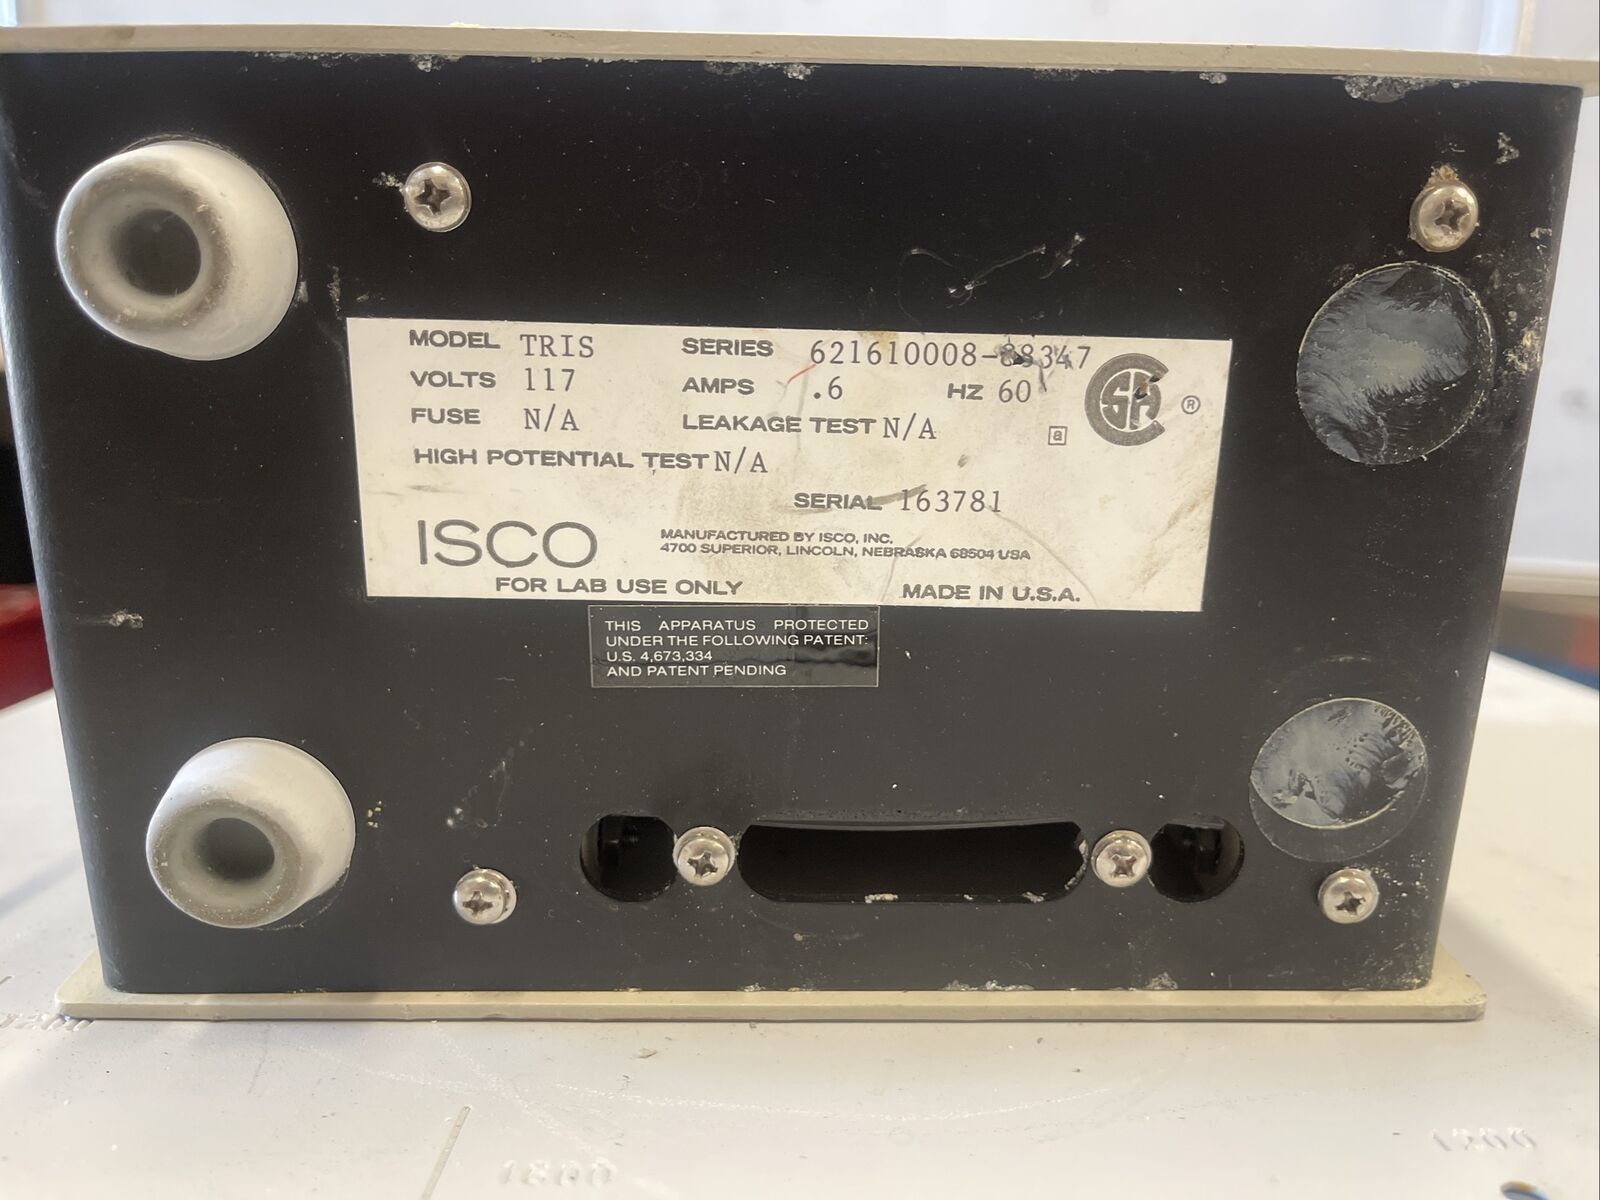 MODEL TRIS SERIES 621610008-88347
VOLTS 117 AMPS .6 HZ 60
FUSE N/A LEAKAGE TEST N/A a
HIGH POTENTIAL TEST N/A
SERIAL 163781
ISCO
MANUFACTURED BY ISCO, INC.
4700 SUPERIOR, LINCOLN, NEBRASKA 68504 USA
FOR LAB USE ONLY MADE IN U.S.A.
SA ®
THIS APPARATUS PROTECTED
UNDER THE FOLLOWING PATENT:
U.S. 4,673,334
AND PATENT PENDING
1200